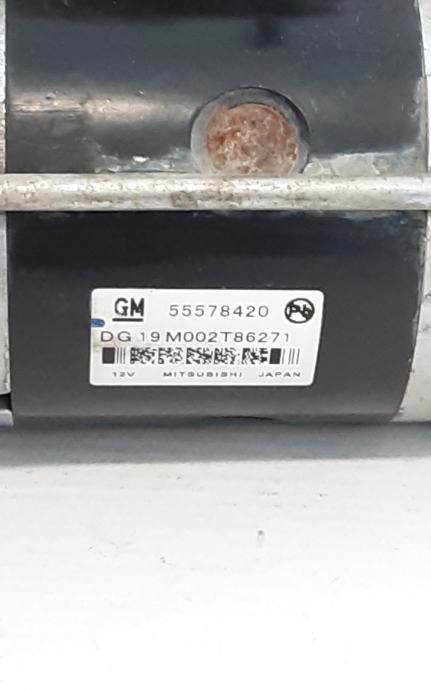 GM 55578420 Pb
DG 19 M002T86271
12V MITSUBISHI JAPAN